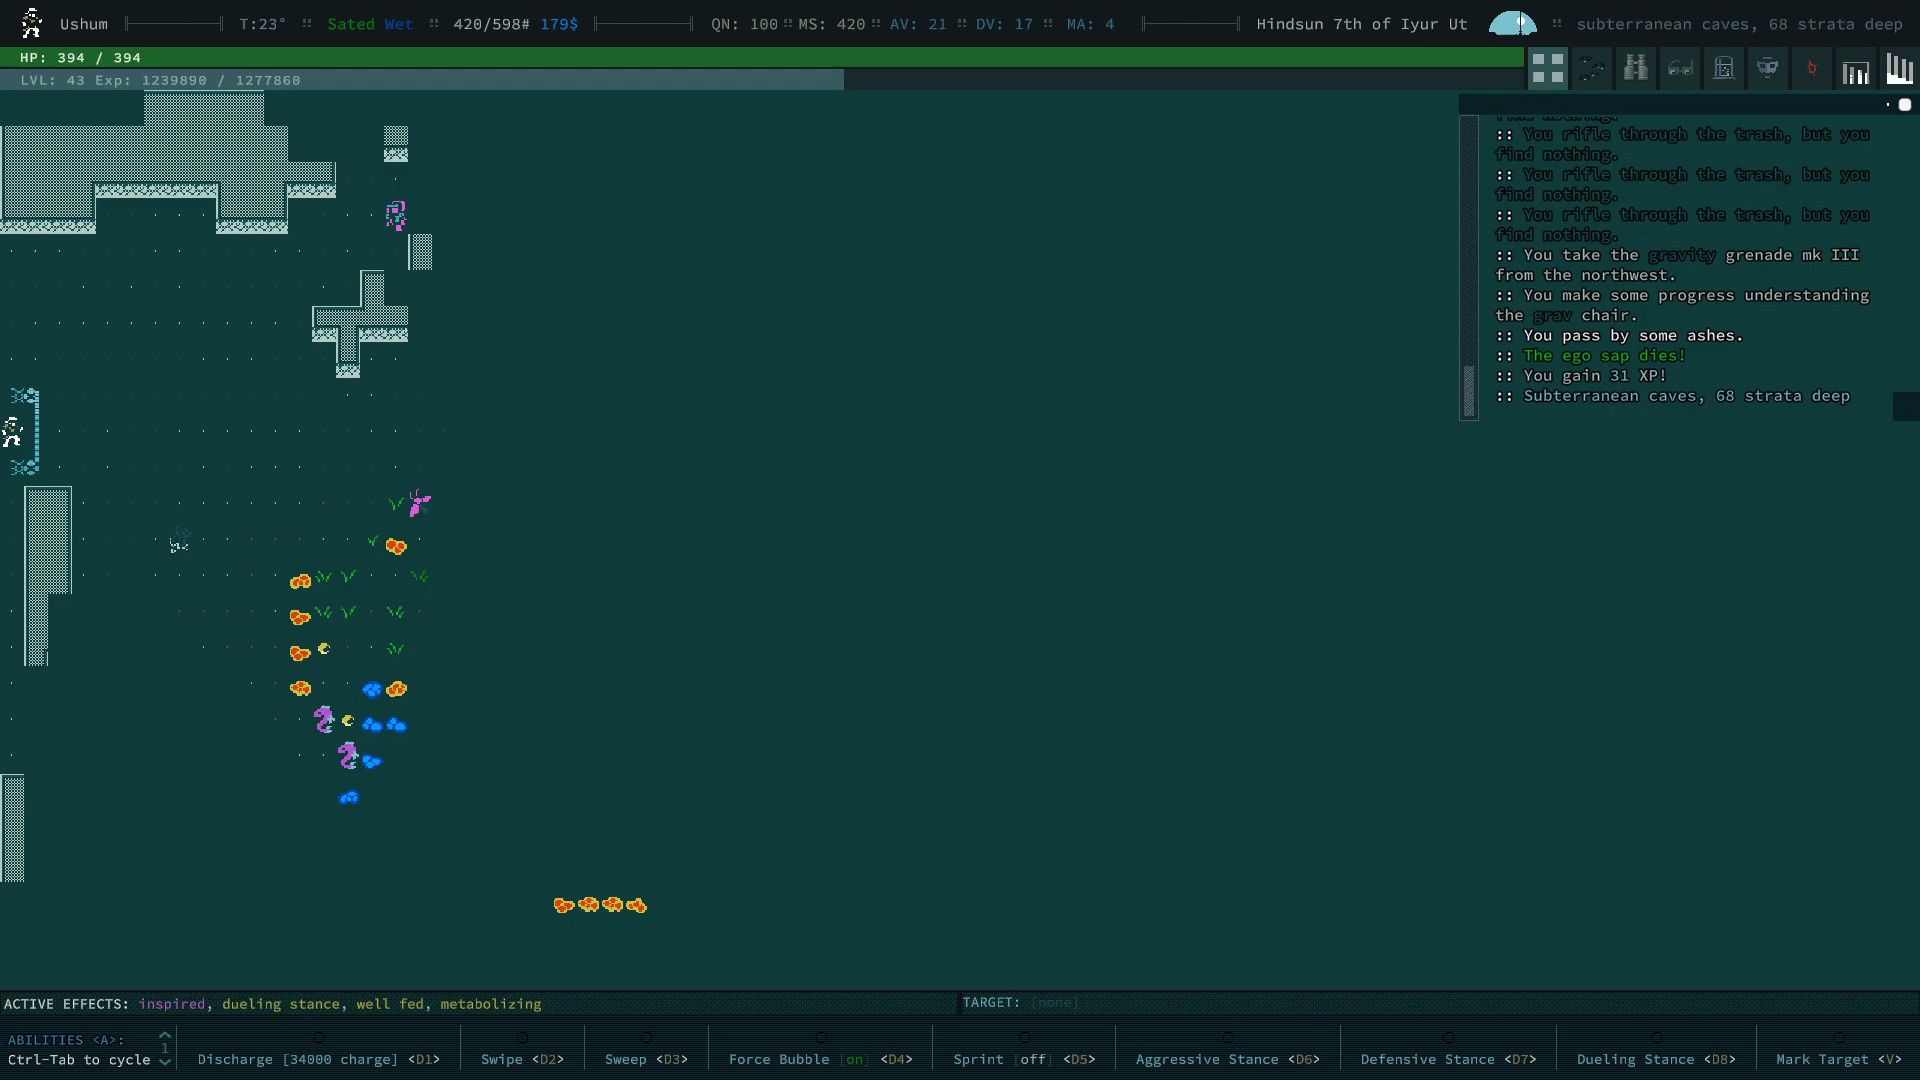 Ushum T:23° :: Sated Wet :: 420/598# 179$ QN: 100 :: MS: 420 :: AV: 21 :: DV: 17 :: MA: 4 Hindsun 7th of Iyur Ut :: subterranean caves, 68 strata deep
HP: 394 / 394
LVL: 43 Exp: 1239890 / 1277860
find nothing.
:: You rifle through the trash, but you
find nothing.
:: You rifle through the trash, but you
find nothing.
:: You rifle through the trash, but you
find nothing.
:: You take the gravity grenade mk III
from the northwest.
:: You make some progress understanding
the grav chair.
:: You pass by some ashes.
:: The ego sap dies!
:: You gain 31 XP!
:: Subterranean caves, 68 strata deep
ACTIVE EFFECTS: inspired, dueling stance, well fed, metabolizing
TARGET: [none]
ABILITIES <A>:
Ctrl-Tab to cycle
1
Discharge [34000 charge] <D1> Swipe <D2> Sweep <D3> Force Bubble [on] <D4> Sprint [off] <D5> Aggressive Stance <D6> Defensive Stance <D7> Dueling Stance <D8> Mark Target <V>